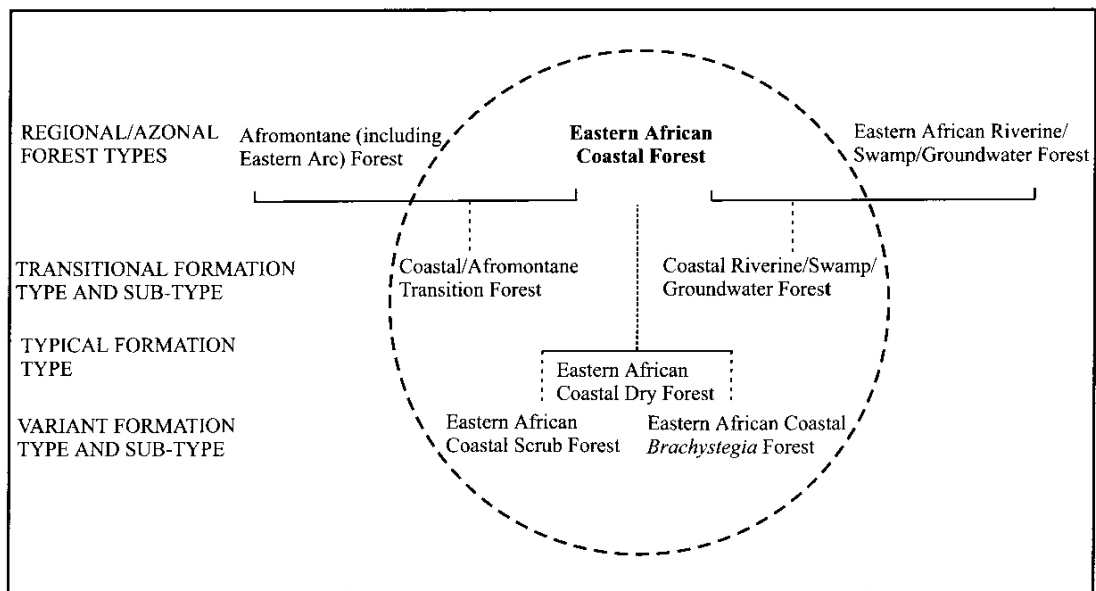 REGIONAL/AZONAL
FOREST TYPES
Afromontane (including
Eastern Arc) Forest
Eastern African
Coastal Forest
Eastern African Riverine/
Swamp/Groundwater Forest
TRANSITIONAL FORMATION
TYPE AND SUB-TYPE
Coastal/Afromontane
Transition Forest
Coastal Riverine/Swamp/
Groundwater Forest
TYPICAL FORMATION
TYPE
Eastern African
Coastal Dry Forest
VARIANT FORMATION
TYPE AND SUB-TYPE
Eastern African
Coastal Scrub Forest
Eastern African Coastal
Brachystegia Forest